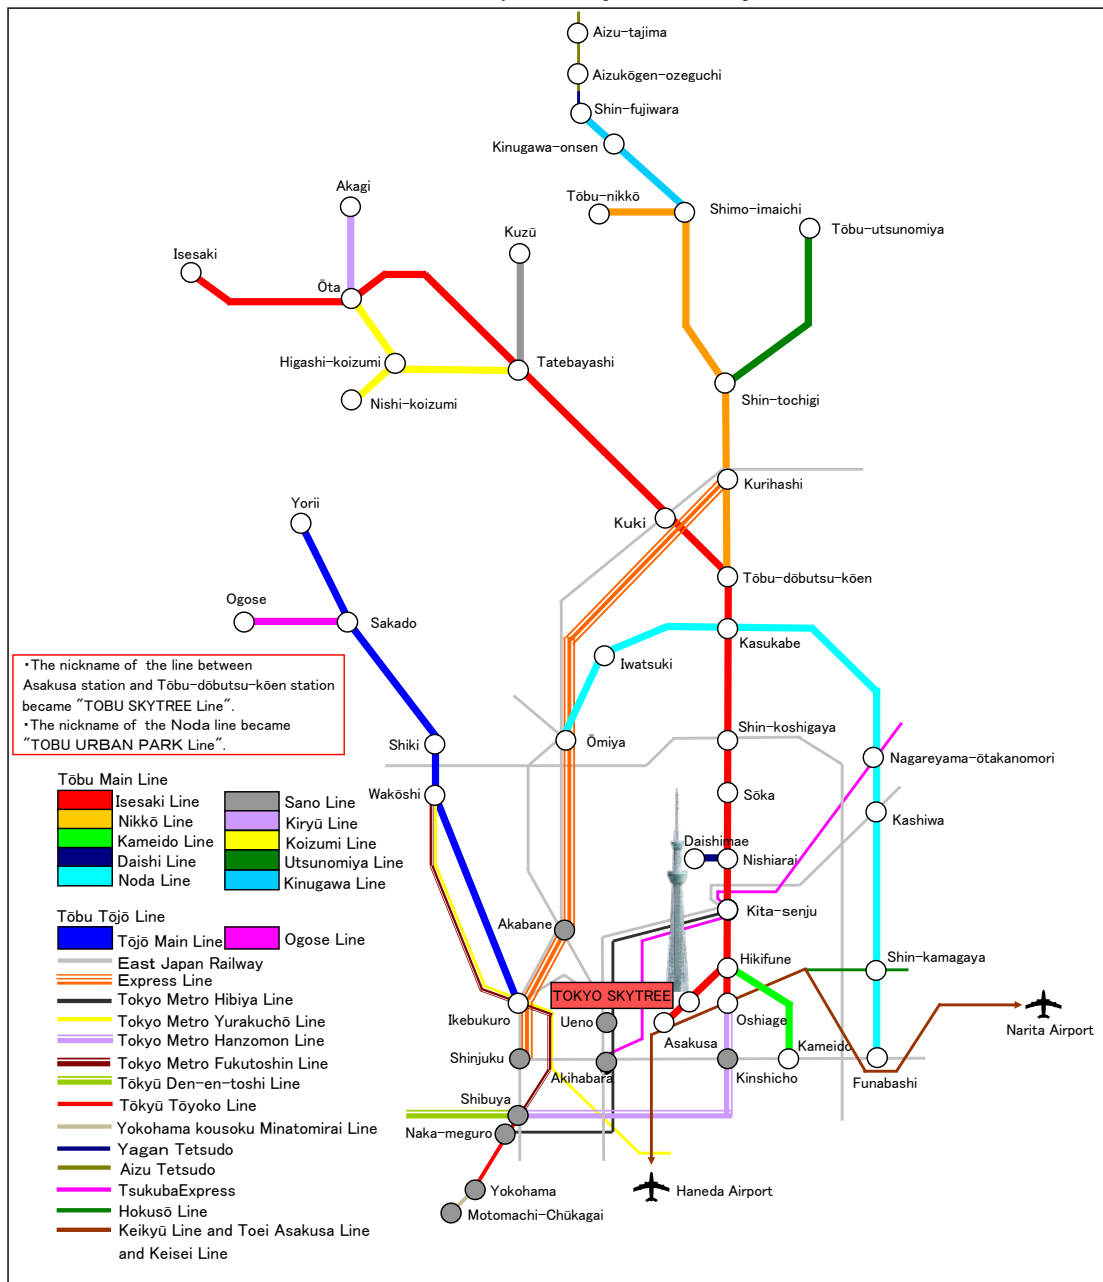 Aizu-tajima
Aizukōgen-ozeguchi
Shin-fujiwara
Kinugawa-onsen
Akagi
Tōbu-nikkō
Shimo-imaichi
Kuzū
Tōbu-utsunomiya
Isesaki
Ōta
Higashi-koizumi
Tatebayashi
Nishi-koizumi
Shin-tochigi
Kurihashi
Yorii
Kuki
Tōbu-dōbutsu-kōen
Ogose
Sakado
Kasukabe
Iwatsuki
・The nickname of the line between
Asakusa station and Tōbu-dōbutsu-kōen station
became "TOBU SKYTREE Line".
・The nickname of the Noda line became
"TOBU URBAN PARK Line".
Shin-koshigaya
Shiki
Ōmiya
Nagareyama-ōtakanomori
Tōbu Main Line
Wakōshi
Sōka
Isesaki Line
Sano Line
Nikkō Line
Kiryū Line
Kashiwa
Kameido Line
Koizumi Line
Daishimae
Daishi Line
Utsunomiya Line
Nishiarai
Noda Line
Kinugawa Line
Tōbu Tōjō Line
Akabane
Kita-senju
Tōjō Main Line
Ogose Line
East Japan Railway
Hikifune
Shin-kamagaya
Express Line
TOKYO SKYTREE
Tokyo Metro Hibiya Line
Ikebukuro
Oshiage
Tokyo Metro Yurakuchō Line
Ueno
Narita Airport
Tokyo Metro Hanzomon Line
Asakusa
Tokyo Metro Fukutoshin Line
Shinjuku
Akihabara
Kinshicho
Kameido
Funabashi
Tōkyū Den-en-toshi Line
Shibuya
Tōkyū Tōyoko Line
Yokohama kousoku Minatomirai Line
Naka-meguro
Yagan Tetsudo
Aizu Tetsudo
TsukubaExpress
Yokohama
Haneda Airport
Hokusō Line
Motomachi-Chūkagai
Keikyū Line and Toei Asakusa Line
and Keisei Line